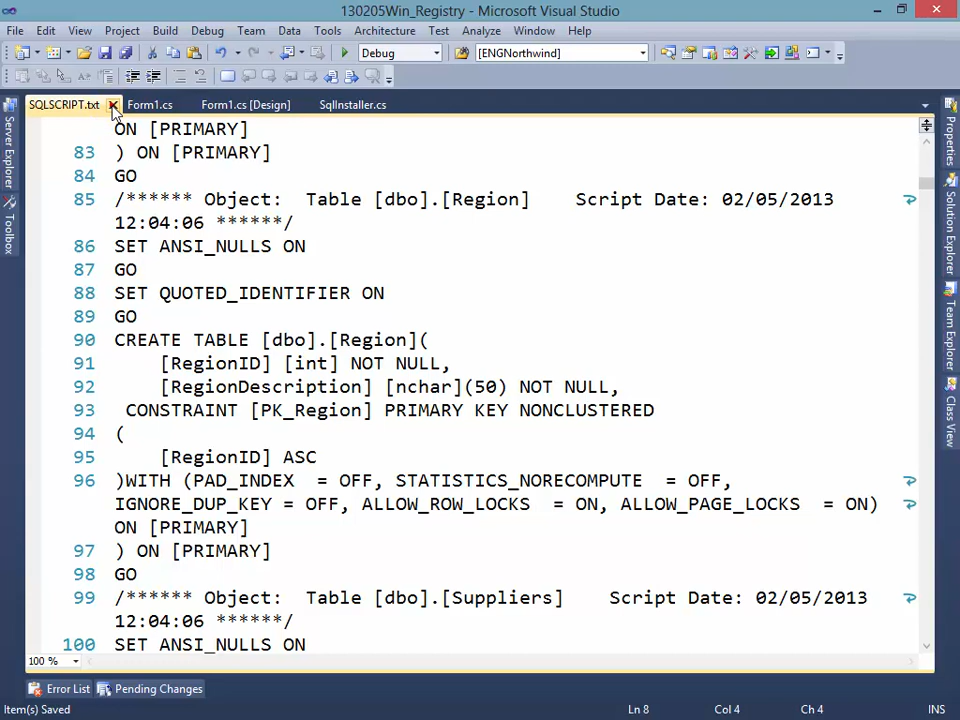 130205Win_Registry - Microsoft Visual Studio
File Edit View Project Build Debug Team Data Tools Architecture Test Analyze Window Help
Debug [ENGNorthwind]
SQLSCRIPT.txt Form1.cs Form1.cs [Design] SqlInstaller.cs
Server Explorer
Toolbox
ON [PRIMARY]
83 ) ON [PRIMARY]
84 GO
85 /****** Object:  Table [dbo].[Region]    Script Date: 02/05/2013
12:04:06 ******/
86 SET ANSI_NULLS ON
87 GO
88 SET QUOTED_IDENTIFIER ON
89 GO
90 CREATE TABLE [dbo].[Region](
91 [RegionID] [int] NOT NULL,
92 [RegionDescription] [nchar](50) NOT NULL,
93 CONSTRAINT [PK_Region] PRIMARY KEY NONCLUSTERED
94 (
95 [RegionID] ASC
96 )WITH (PAD_INDEX  = OFF, STATISTICS_NORECOMPUTE  = OFF,
IGNORE_DUP_KEY = OFF, ALLOW_ROW_LOCKS  = ON, ALLOW_PAGE_LOCKS  = ON)
ON [PRIMARY]
97 ) ON [PRIMARY]
98 GO
99 /****** Object:  Table [dbo].[Suppliers]    Script Date: 02/05/2013
12:04:06 ******/
100 SET ANSI_NULLS ON
Properties
Solution Explorer
Team Explorer
Class View
100 %
Error List Pending Changes
Item(s) Saved Ln 8 Col 4 Ch 4 INS